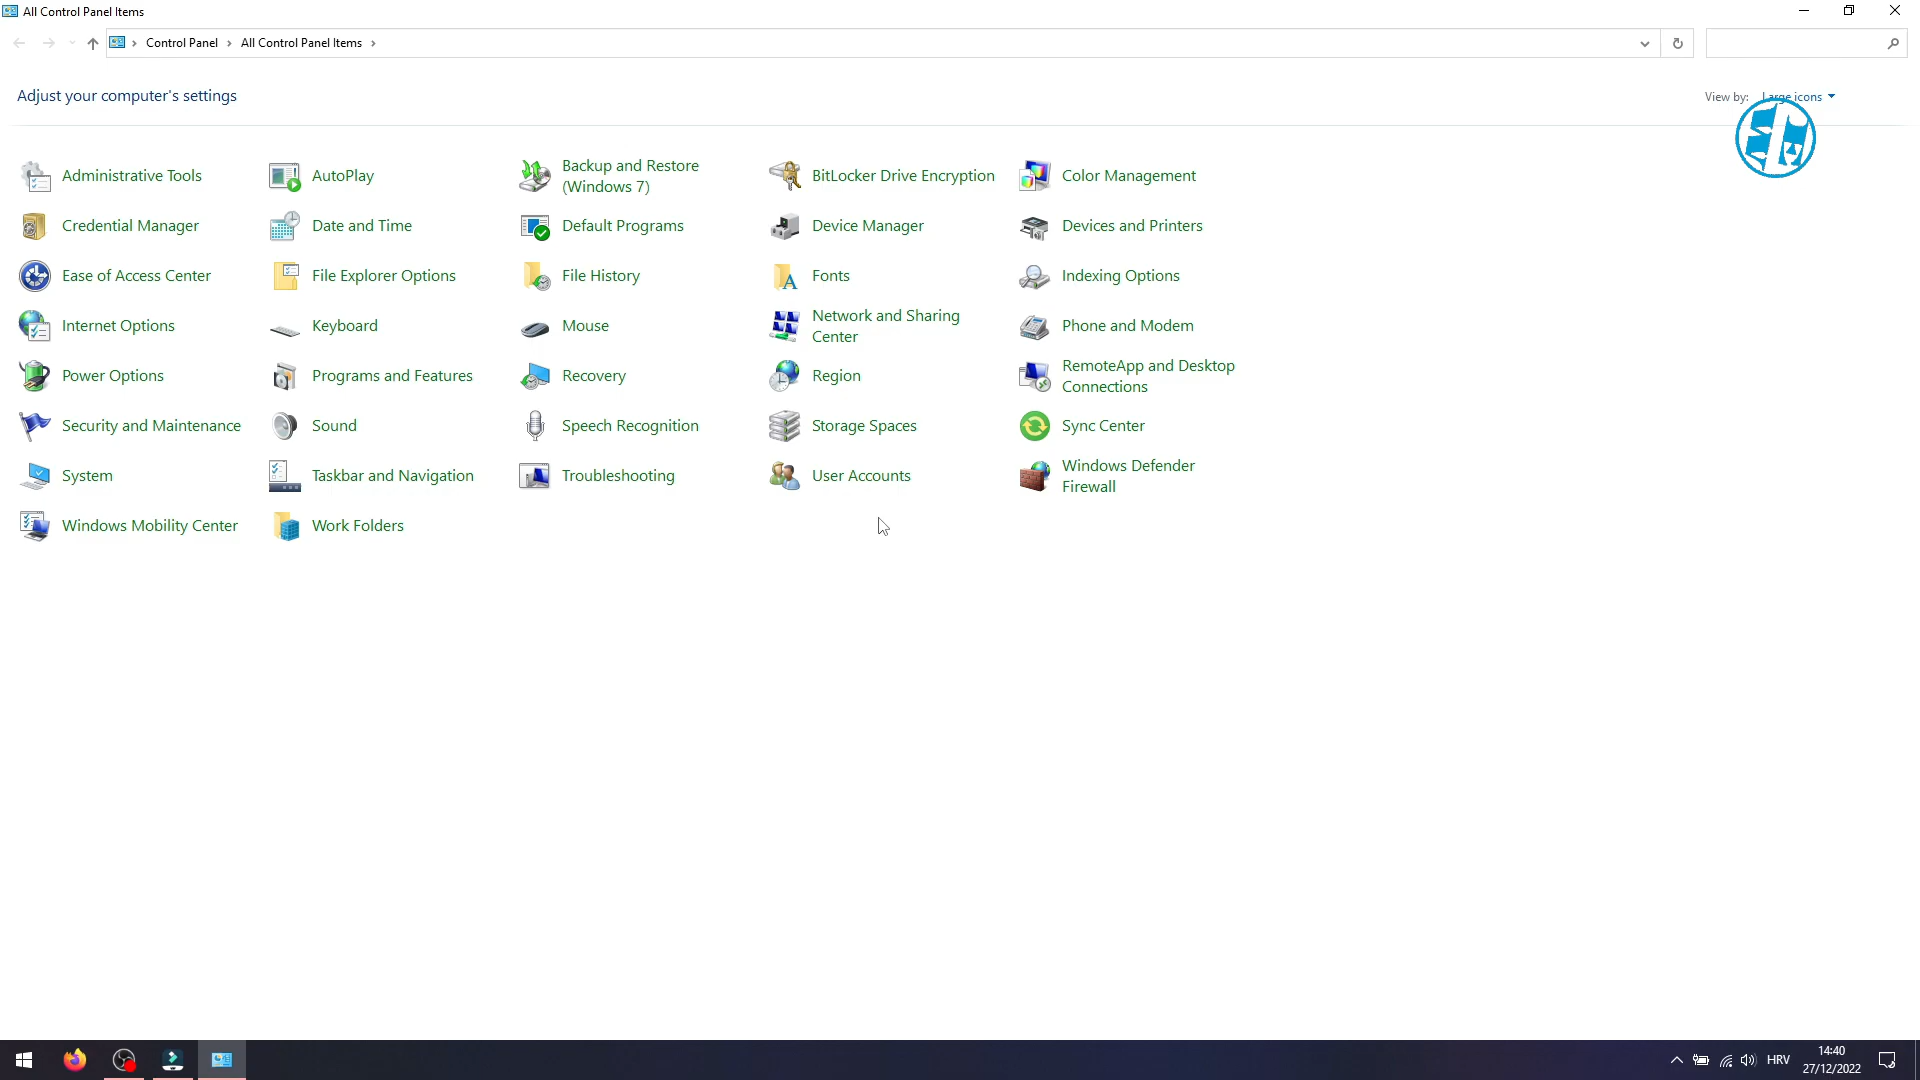 All Control Panel Items
Control Panel > All Control Panel Items >
Adjust your computer's settings
View by: Large icons
Administrative Tools
AutoPlay
Backup and Restore
(Windows 7)
BitLocker Drive Encryption
Color Management
Credential Manager
Date and Time
Default Programs
Device Manager
Devices and Printers
Ease of Access Center
File Explorer Options
File History
Fonts
Indexing Options
Internet Options
Keyboard
Mouse
Network and Sharing
Center
Phone and Modem
Power Options
Programs and Features
Recovery
Region
RemoteApp and Desktop
Connections
Security and Maintenance
Sound
Speech Recognition
Storage Spaces
Sync Center
System
Taskbar and Navigation
Troubleshooting
User Accounts
Windows Defender
Firewall
Windows Mobility Center
Work Folders
HRV
14:40
27/12/2022